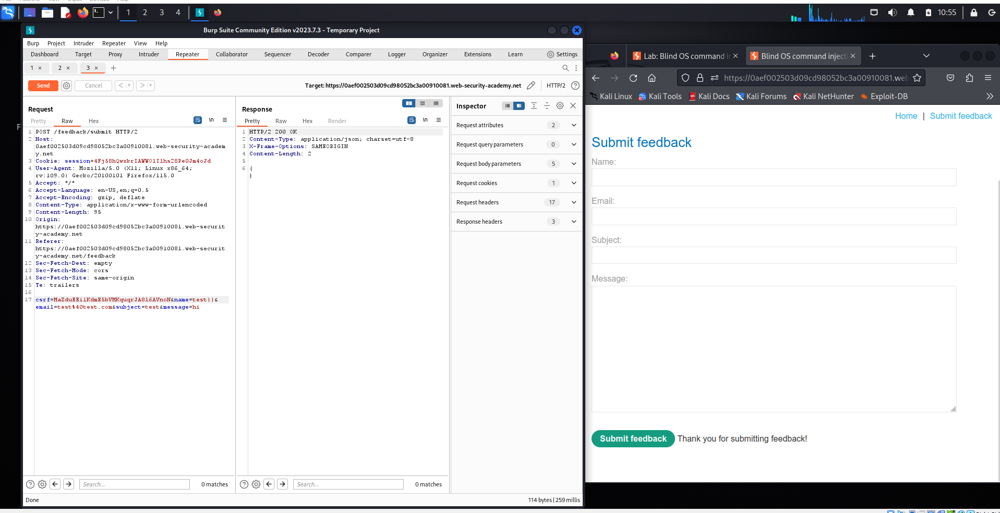 File Machine View Input Devices Help
1 2 3 4
10:55
Burp Suite Community Edition v2023.7.3 - Temporary Project
Burp Project Intruder Repeater View Help
Dashboard Target Proxy Intruder Repeater Collaborator Sequencer Decoder Comparer Logger Organizer Extensions Learn Settings
1 × 2 × 3 × +
Send Cancel < >
Target: https://0aef002503d09cd98052bc3a00910081.web-security-academy.net HTTP/2
Request
Pretty Raw Hex \n
1 POST /feedback/submit HTTP/2
2 Host:
0aef002503d09cd98052bc3a00910081.web-security-academ
y.net
3 Cookie: session=
4 User-Agent: Mozilla/5.0 (X11; Linux x86_64;
rv:109.0) Gecko/20100101 Firefox/115.0
5 Accept: */*
6 Accept-Language: en-US,en;q=0.5
7 Accept-Encoding: gzip, deflate
8 Content-Type: application/x-www-form-urlencoded
9 Content-Length: 95
10 Origin:
https://0aef002503d09cd98052bc3a00910081.web-securit
y-academy.net
11 Referer:
https://0aef002503d09cd98052bc3a00910081.web-securit
y-academy.net/feedback
12 Sec-Fetch-Dest: empty
13 Sec-Fetch-Mode: cors
14 Sec-Fetch-Site: same-origin
15 Te: trailers
16
17 csrf=&name=test||&
email=test%40test.com&subject=test&message=hi
Search... 0 matches
Response
Pretty Raw Hex Render \n
1 HTTP/2 200 OK
2 Content-Type: application/json; charset=utf-8
3 X-Frame-Options: SAMEORIGIN
4 Content-Length: 2
5
6 {
}
Search... 0 matches
Inspector
Request attributes 2
Request query parameters 0
Request body parameters 5
Request cookies 1
Request headers 17
Response headers 3
Done
114 bytes | 259 millis
Lab: Blind OS command i × Blind OS command injecti × +
https://0aef002503d09cd98052bc3a00910081.web
Kali Linux Kali Tools Kali Docs Kali Forums Kali NetHunter Exploit-DB
Home | Submit feedback
Submit feedback
Name:
Email:
Subject:
Message:
Submit feedback Thank you for submitting feedback!